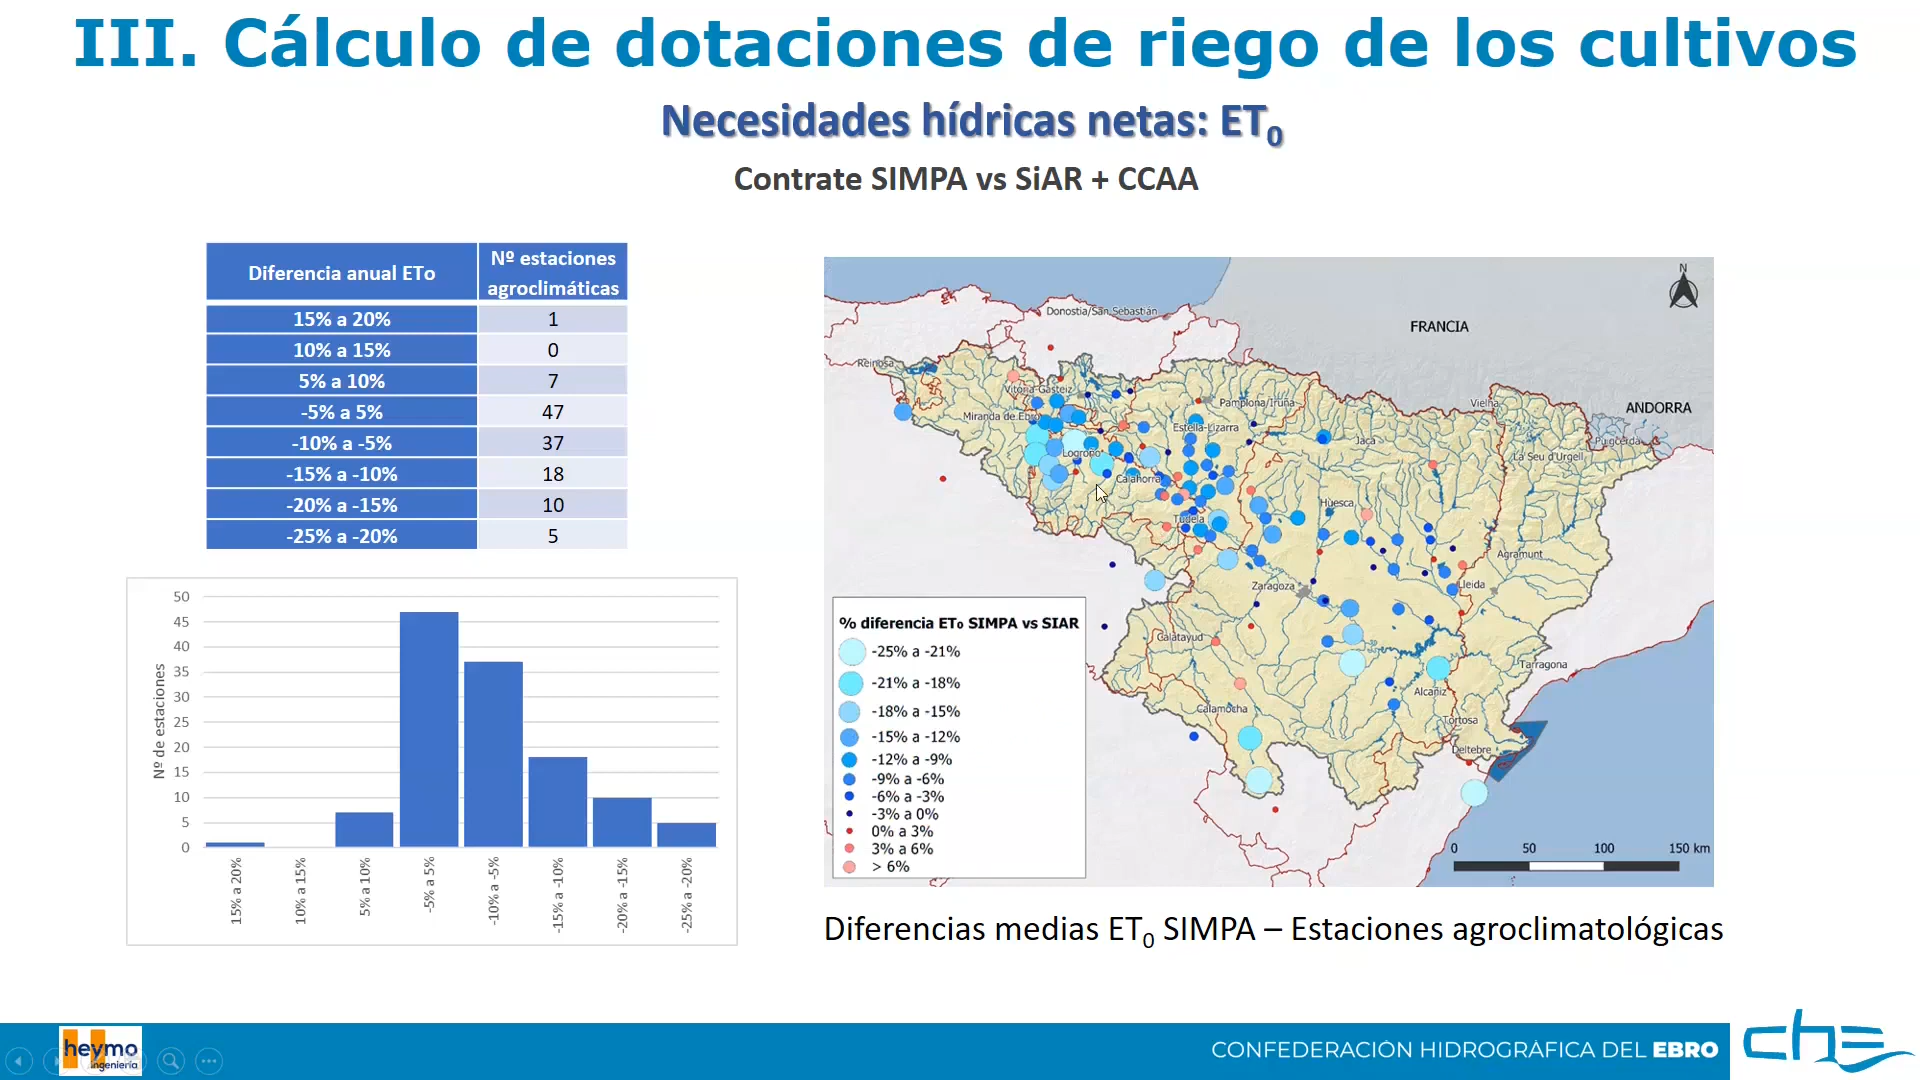 III. Cálculo de dotaciones de riego de los cultivos
Necesidades hídricas netas: ET0
Contrate SIMPA vs SiAR + CCAA
Diferencia anual ETo
Nº estaciones
agroclimáticas
15% a 20% 1
10% a 15% 0
5% a 10% 7
-5% a 5% 47
-10% a -5% 37
-15% a -10% 18
-20% a -15% 10
-25% a -20% 5
50
45
40
35
30
25
20
15
10
5
0
Nº de estaciones
15% a 20%
10% a 15%
5% a 10%
-5% a 5%
-10% a -5%
-15% a -10%
-20% a -15%
-25% a -20%
N
Donostia/San Sebastián
FRANCIA
Reinosa
Vitoria-Gasteiz
Miranda de Ebro
Pamplona/Iruña
Vielha
ANDORRA
Estella-Lizarra
Jaca
Puigcerdà
La Seu d'Urgell
Logroño
Calahorra
Huesca
Tudela
Agramunt
Zaragoza
Lleida
Calatayud
Tarragona
Alcañiz
Calamocha
Tortosa
Deltebre
% diferencia ETo SIMPA vs SIAR
-25% a -21%
-21% a -18%
-18% a -15%
-15% a -12%
-12% a -9%
-9% a -6%
-6% a -3%
-3% a 0%
0% a 3%
3% a 6%
> 6%
0 50 100 150 km
Diferencias medias ET0 SIMPA – Estaciones agroclimatológicas
heymo
ingeniería
CONFEDERACIÓN HIDROGRÁFICA DEL EBRO
che